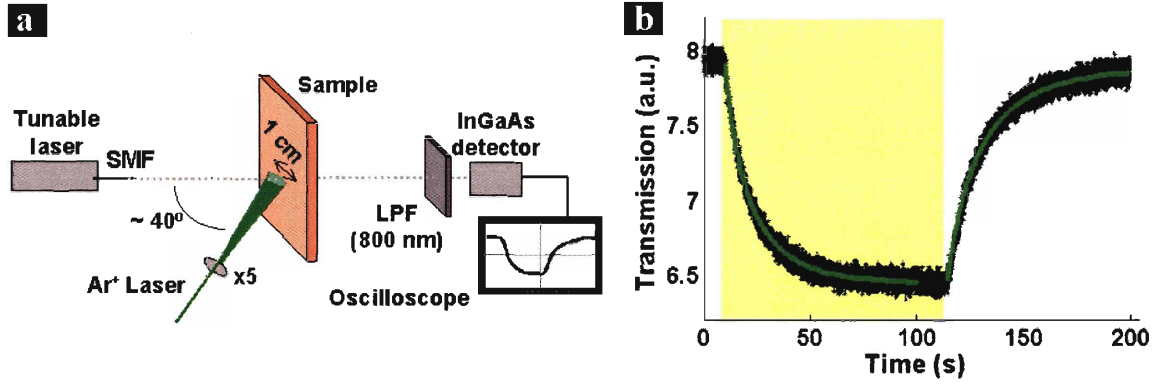 a
Sample
Tunable
laser
SMF
1 cm
InGaAs
detector
~ 40º
LPF
(800 nm)
x5
Ar+ Laser
Oscilloscope
b
Transmission (a.u.)
8
7.5
7
6.5
0
50
100
150
200
Time (s)